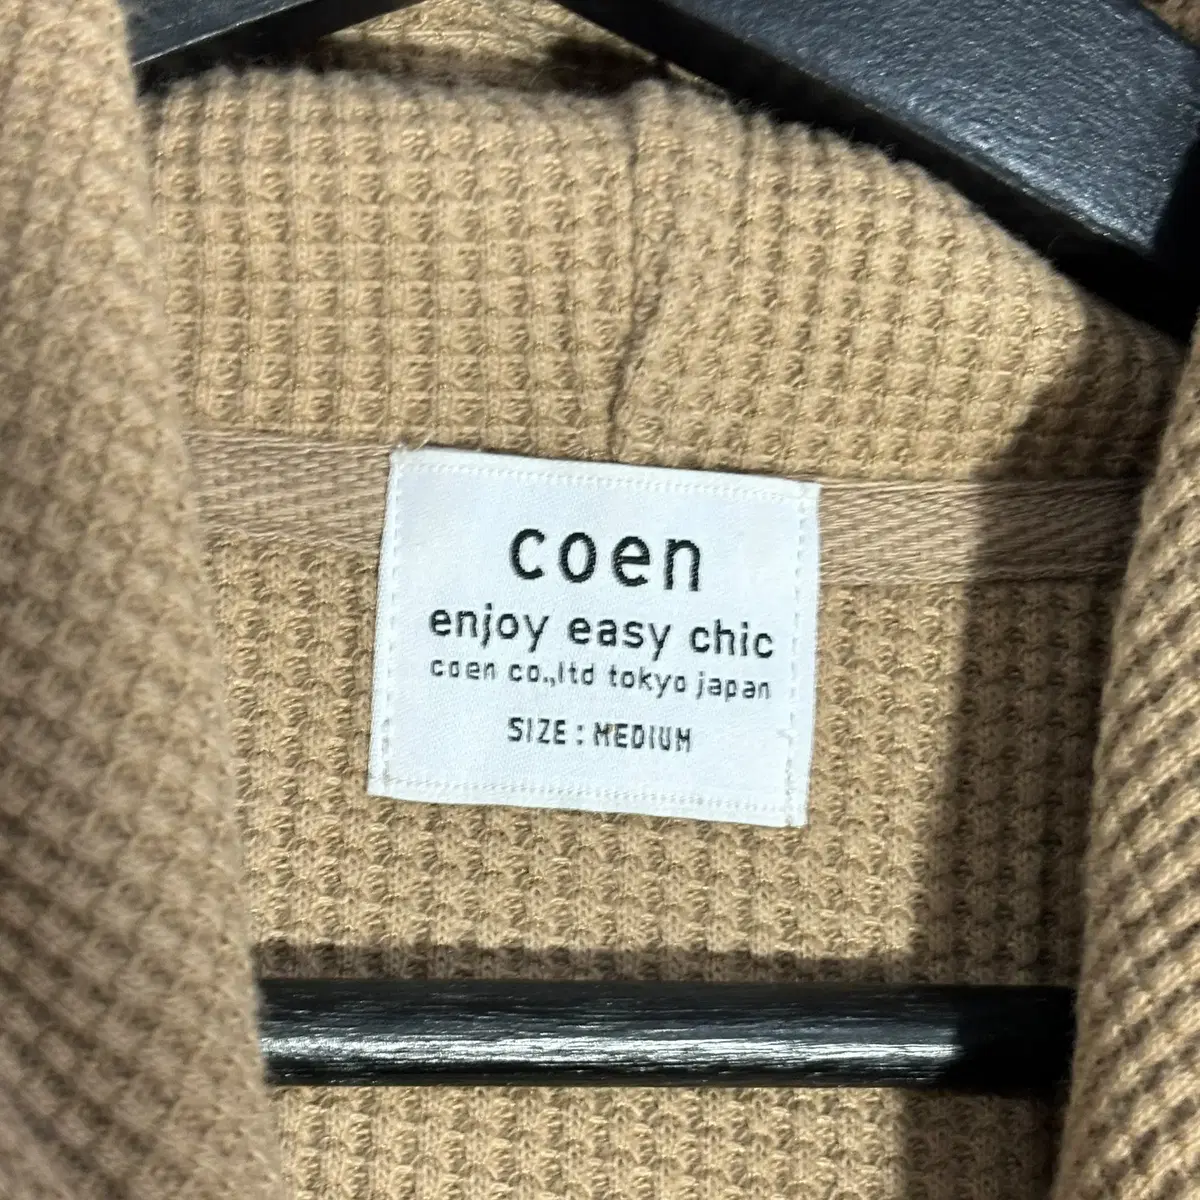 coen
enjoy easy chic
coen co.,ltd tokyo japan
SIZE : MEDIUM